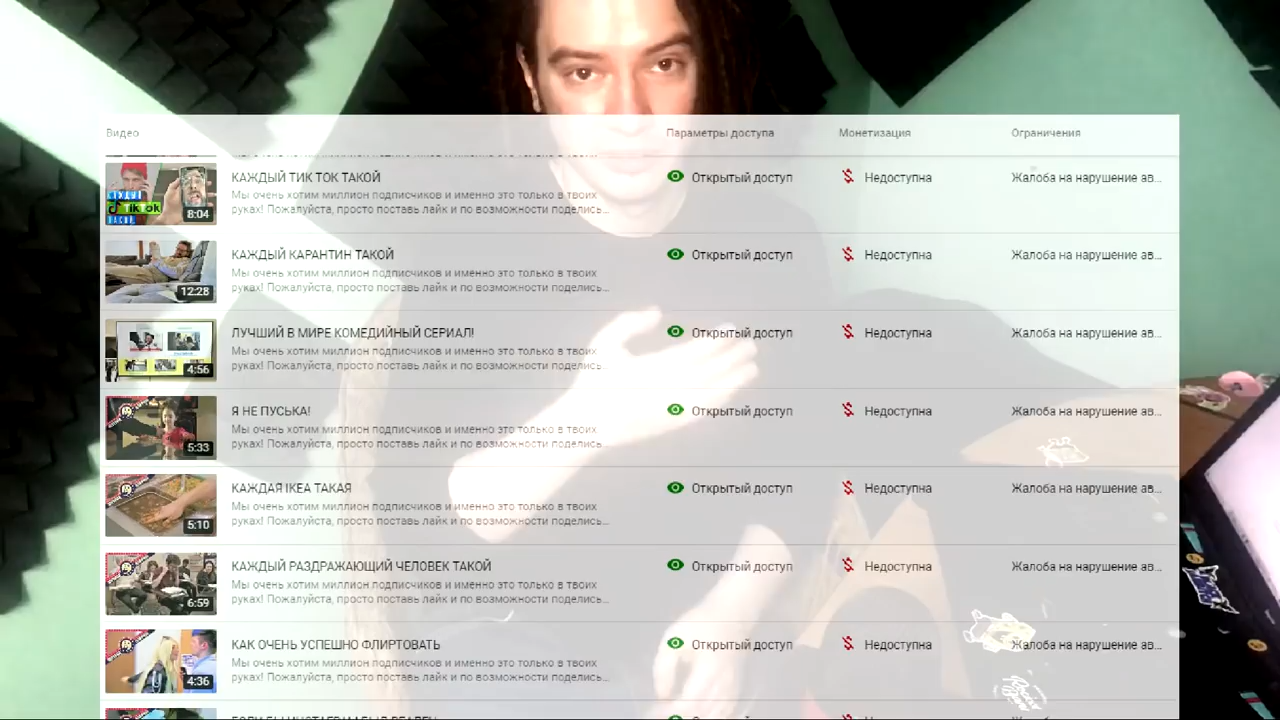 Видео Параметры доступа Монетизация Ограничения
КАЖДЫЙ ТИК ТОК ТАКОЙ Открытый доступ Недоступна Жалоба на нарушение ав...
Мы очень хотим миллион подписчиков и именно это только в твоих
руках! Пожалуйста, просто поставь лайк и по возможности поделись...
КАЖДЫЙ
TikTok
ТАКОЙ
8:04
КАЖДЫЙ КАРАНТИН ТАКОЙ Открытый доступ Недоступна Жалоба на нарушение ав...
Мы очень хотим миллион подписчиков и именно это только в твоих
руках! Пожалуйста, просто поставь лайк и по возможности поделись...
12:28
ЛУЧШИЙ В МИРЕ КОМЕДИЙНЫЙ СЕРИАЛ! Открытый доступ Недоступна Жалоба на нарушение ав...
Мы очень хотим миллион подписчиков и именно это только в твоих
руках! Пожалуйста, просто поставь лайк и по возможности поделись...
4:56
Я НЕ ПУСЬКА! Открытый доступ Недоступна Жалоба на нарушение ав...
Мы очень хотим миллион подписчиков и именно это только в твоих
руках! Пожалуйста, просто поставь лайк и по возможности поделись...
5:33
КАЖДАЯ IKEA ТАКАЯ Открытый доступ Недоступна Жалоба на нарушение ав...
Мы очень хотим миллион подписчиков и именно это только в твоих
руках! Пожалуйста, просто поставь лайк и по возможности поделись...
5:10
КАЖДЫЙ РАЗДРАЖАЮЩИЙ ЧЕЛОВЕК ТАКОЙ Открытый доступ Недоступна Жалоба на нарушение ав...
Мы очень хотим миллион подписчиков и именно это только в твоих
руках! Пожалуйста, просто поставь лайк и по возможности поделись...
6:59
КАК ОЧЕНЬ УСПЕШНО ФЛИРТОВАТЬ Открытый доступ Недоступна Жалоба на нарушение ав...
Мы очень хотим миллион подписчиков и именно это только в твоих
руках! Пожалуйста, просто поставь лайк и по возможности поделись...
4:36